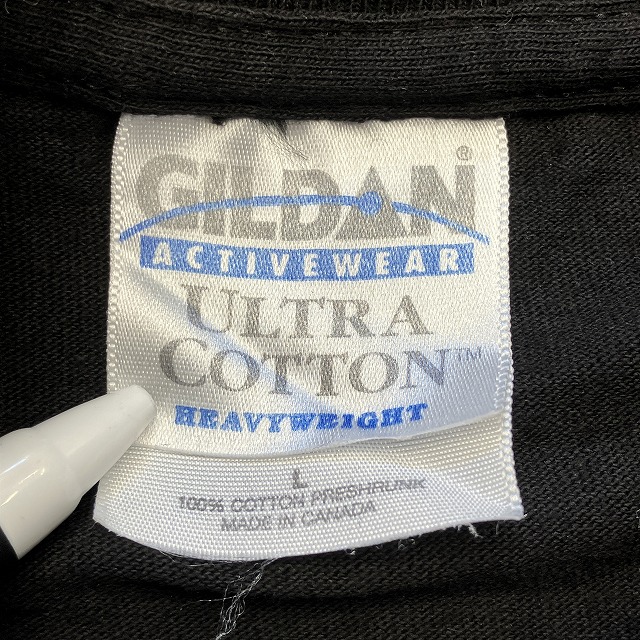 GILDAN®
ACTIVEWEAR
ULTRA
COTTON™
HEAVYWEIGHT
L
100% COTTON PRESHRUNK
MADE IN CANADA